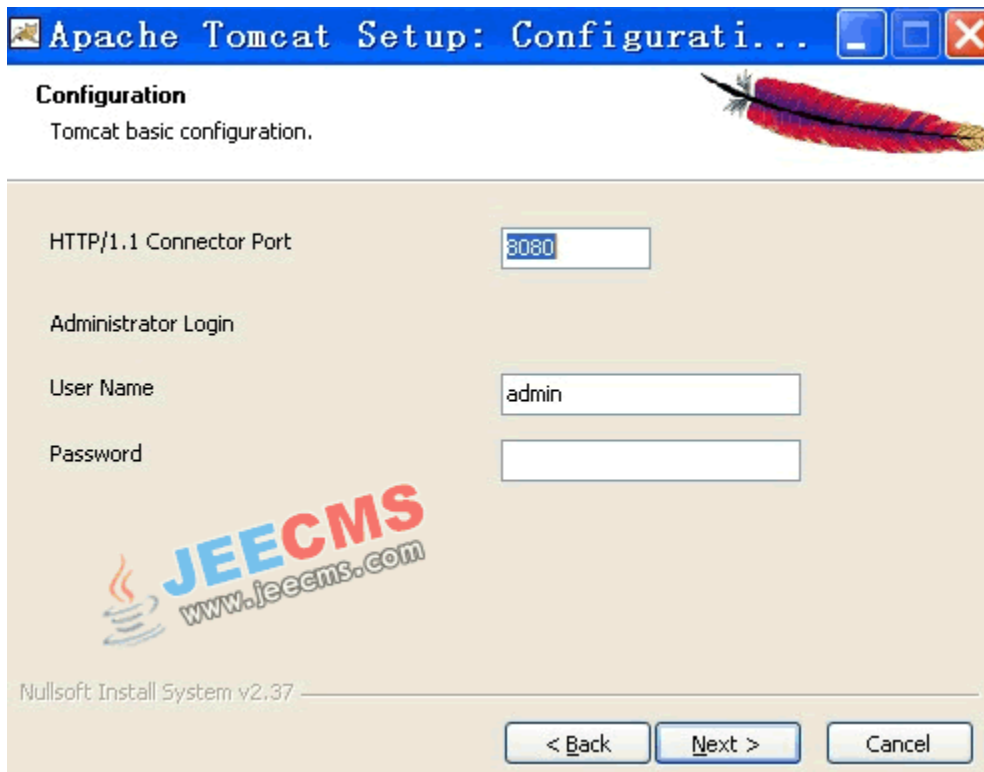 Apache Tomcat Setup: Configurati...
Configuration
Tomcat basic configuration.
HTTP/1.1 Connector Port 8080
Administrator Login
User Name admin
Password
JEECMS
www.jeecms.com
Nullsoft Install System v2.37
< Back Next > Cancel